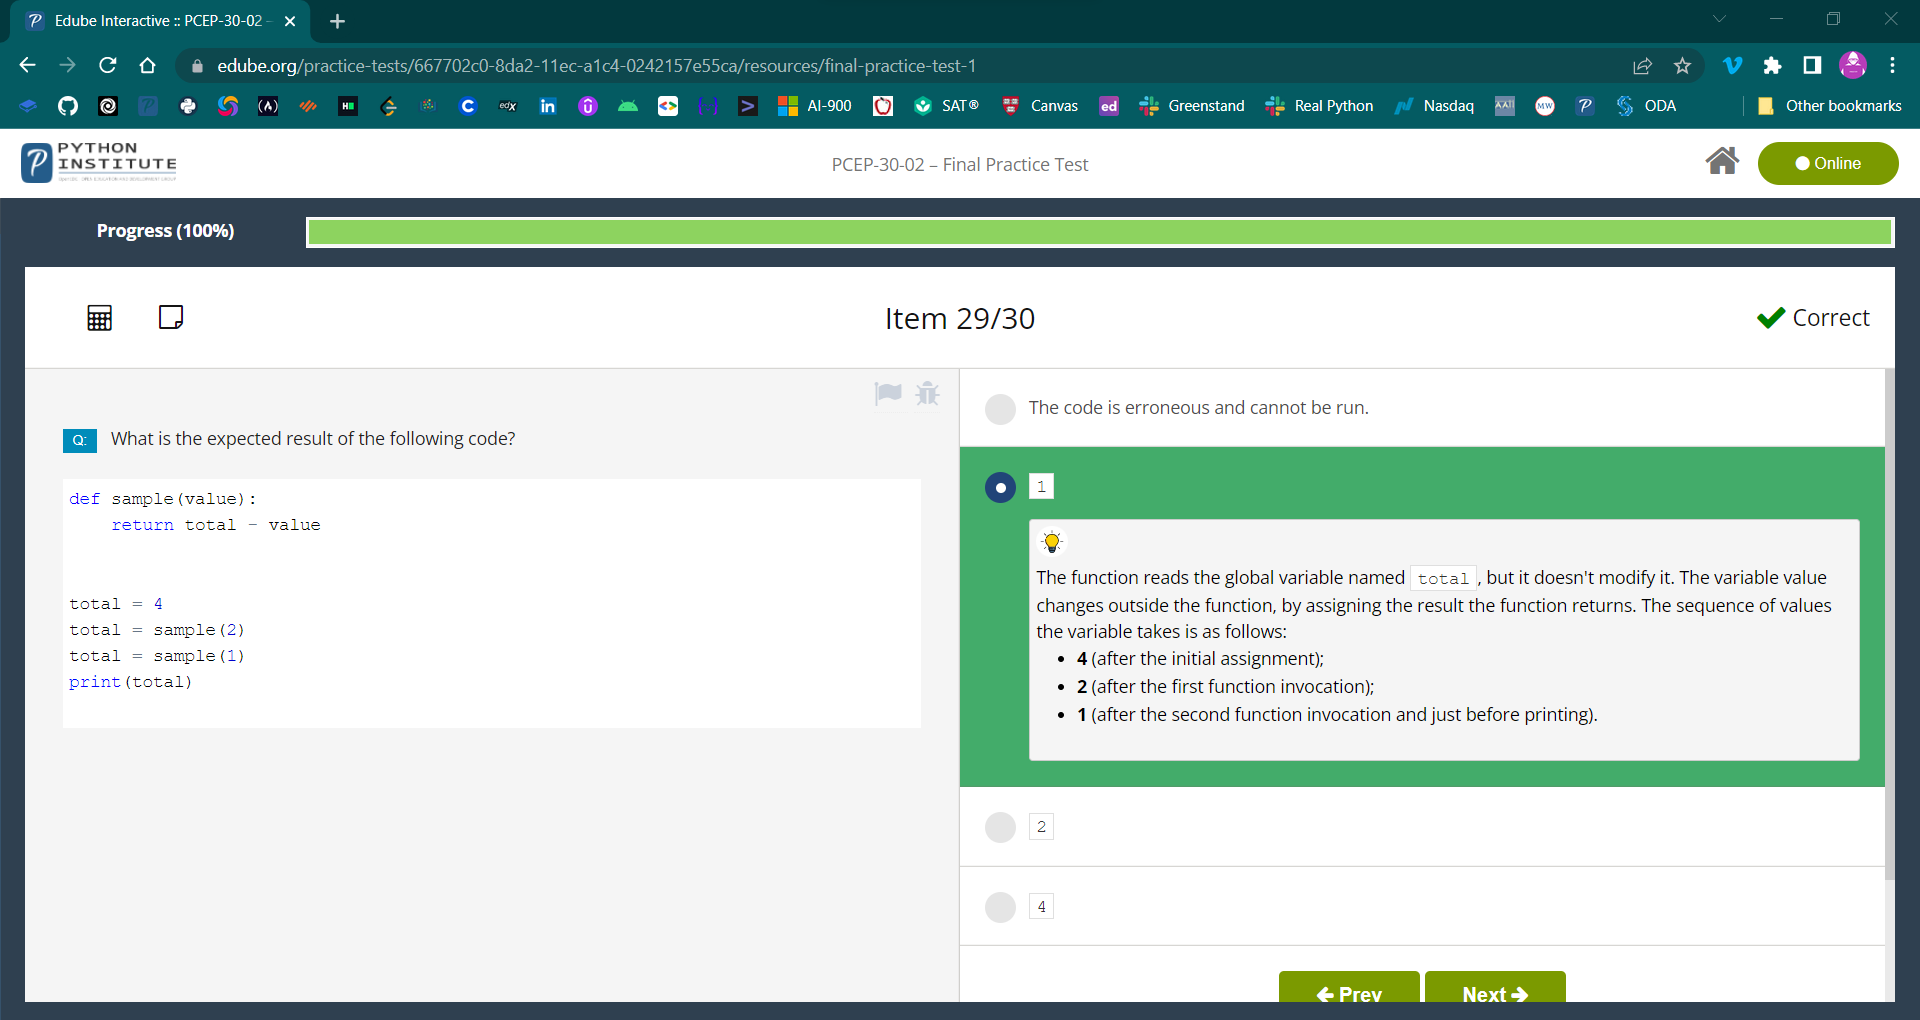 Edube Interactive :: PCEP-30-02 –
edube.org/practice-tests/667702c0-8da2-11ec-a1c4-0242157e55ca/resources/final-practice-test-1
AI-900 SAT® Canvas ed Greenstand Real Python Nasdaq AATI MW ODA Other bookmarks
PYTHON
INSTITUTE
PCEP-30-02 – Final Practice Test
Online
Progress (100%)
Item 29/30
Correct
Q: What is the expected result of the following code?
def sample(value):
    return total - value
total = 4
total = sample(2)
total = sample(1)
print(total)
The code is erroneous and cannot be run.
1
The function reads the global variable named total, but it doesn't modify it. The variable value
changes outside the function, by assigning the result the function returns. The sequence of values
the variable takes is as follows:
• 4 (after the initial assignment);
• 2 (after the first function invocation);
• 1 (after the second function invocation and just before printing).
2
4
Prev
Next